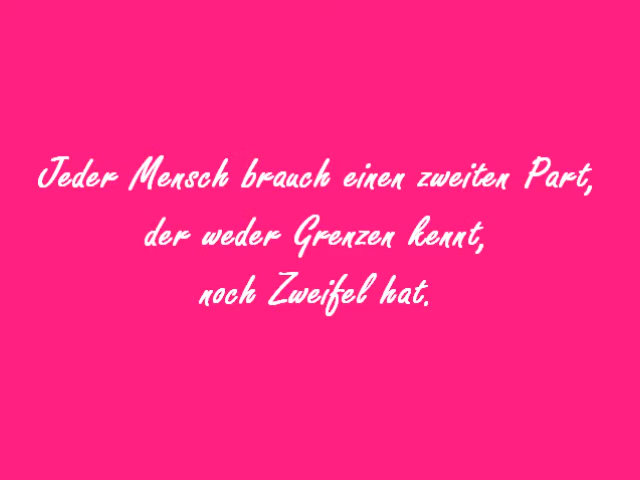 Jeder Mensch brauch einen zweiten Part,
der weder Grenzen kennt,
noch Zweifel hat.